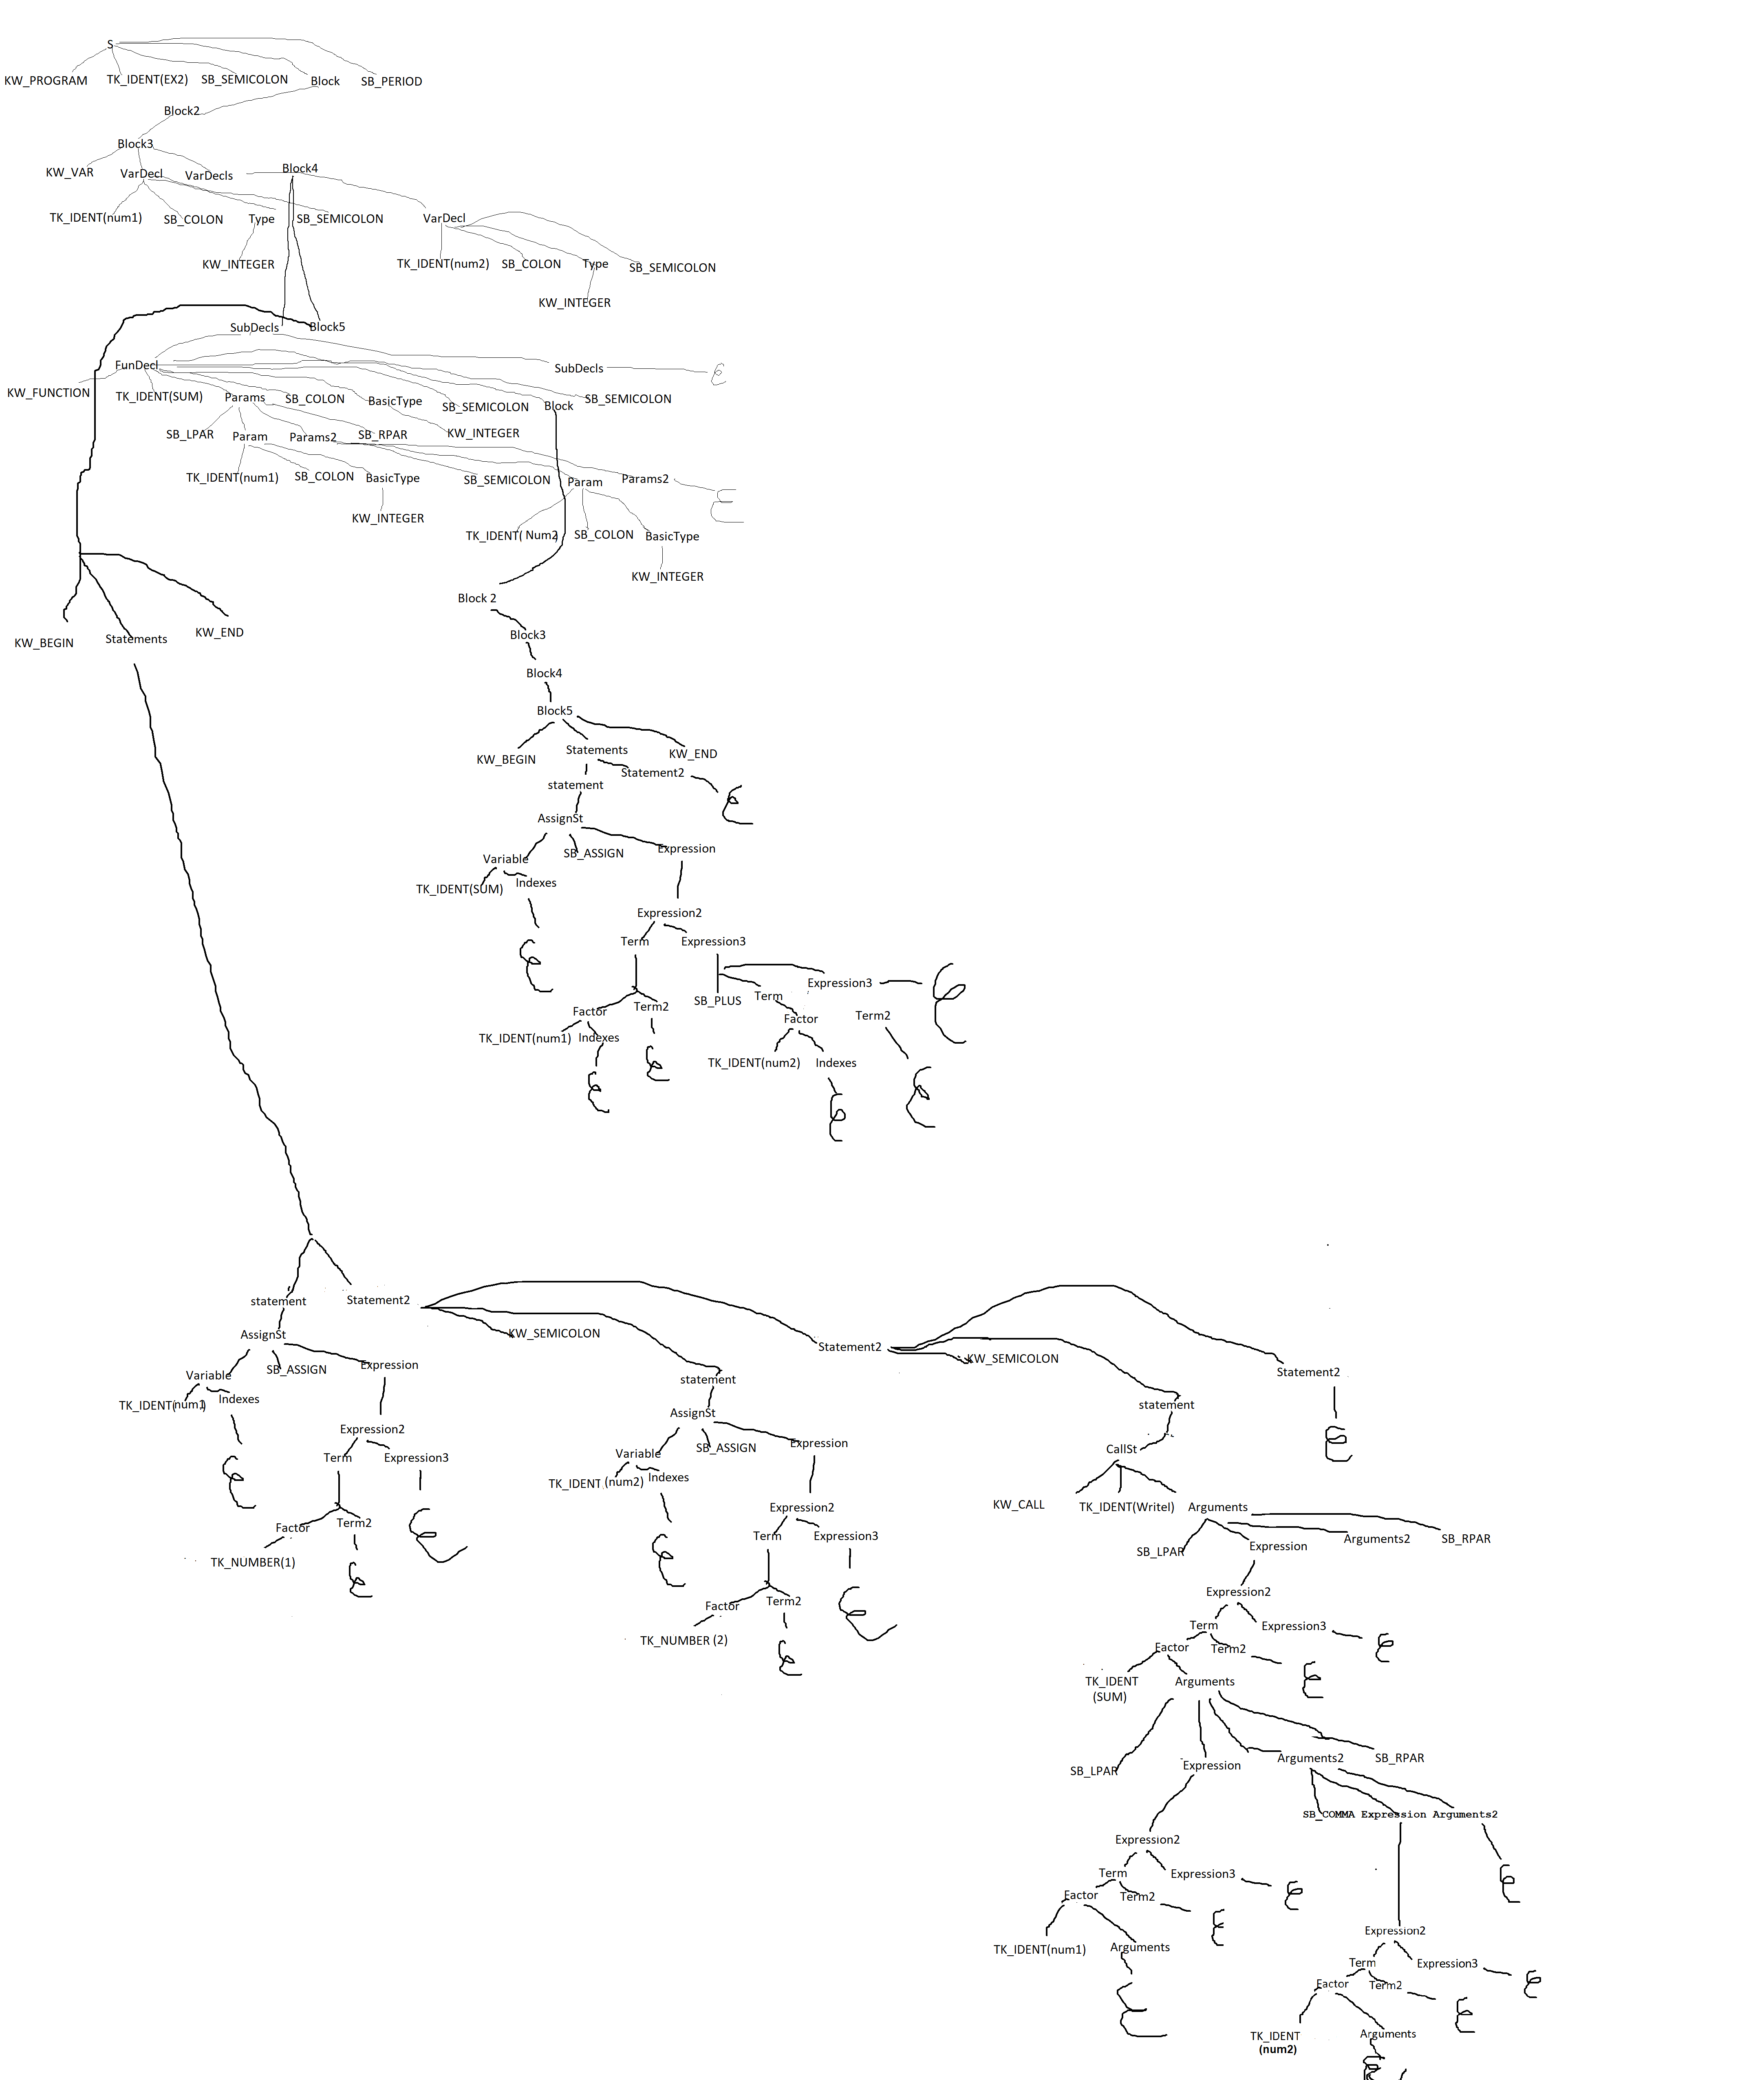 S
KW_PROGRAM TK_IDENT(EX2) SB_SEMICOLON Block SB_PERIOD
Block2
Block3
KW_VAR VarDecl VarDecls Block4
TK_IDENT(num1) SB_COLON Type SB_SEMICOLON VarDecl
KW_INTEGER TK_IDENT(num2) SB_COLON Type SB_SEMICOLON
KW_INTEGER
SubDecls Block5
FunDecl SubDecls ε
KW_FUNCTION TK_IDENT(SUM) Params SB_COLON BasicType SB_SEMICOLON Block SB_SEMICOLON
SB_LPAR Param Params2 SB_RPAR KW_INTEGER
TK_IDENT(num1) SB_COLON BasicType SB_SEMICOLON Param Params2 ε
KW_INTEGER TK_IDENT( Num2) SB_COLON BasicType
KW_INTEGER
Block 2
KW_BEGIN Statements KW_END Block3
Block4
Block5
KW_BEGIN Statements KW_END
statement Statement2 ε
AssignSt
Variable SB_ASSIGN Expression
TK_IDENT(SUM) Indexes
ε Expression2
Term Expression3
SB_PLUS Term Expression3 ε
Factor Term2 Factor Term2
TK_IDENT(num1) Indexes ε TK_IDENT(num2) Indexes ε
ε ε
statement Statement2
AssignSt KW_SEMICOLON Statement2 KW_SEMICOLON Statement2
Variable SB_ASSIGN Expression statement statement ε
TK_IDENT(num1) Indexes AssignSt CallSt
ε Expression2 Variable SB_ASSIGN Expression
Term Expression3 TK_IDENT (num2) Indexes KW_CALL TK_IDENT(Writel) Arguments
Factor Term2 ε ε Expression2 SB_LPAR Expression Arguments2 SB_RPAR
TK_NUMBER(1) ε Term Expression3 Expression2
Factor Term2 ε Term Expression3 ε
TK_NUMBER (2) ε Factor Term2 ε
TK_IDENT Arguments
(SUM)
SB_LPAR Expression Arguments2 SB_RPAR
SB_COMMA Expression Arguments2
Expression2 ε
Term Expression3 ε
Factor Term2 ε Expression2
TK_IDENT(num1) Arguments Term Expression3 ε
ε Factor Term2 ε
TK_IDENT Arguments
(num2) ε